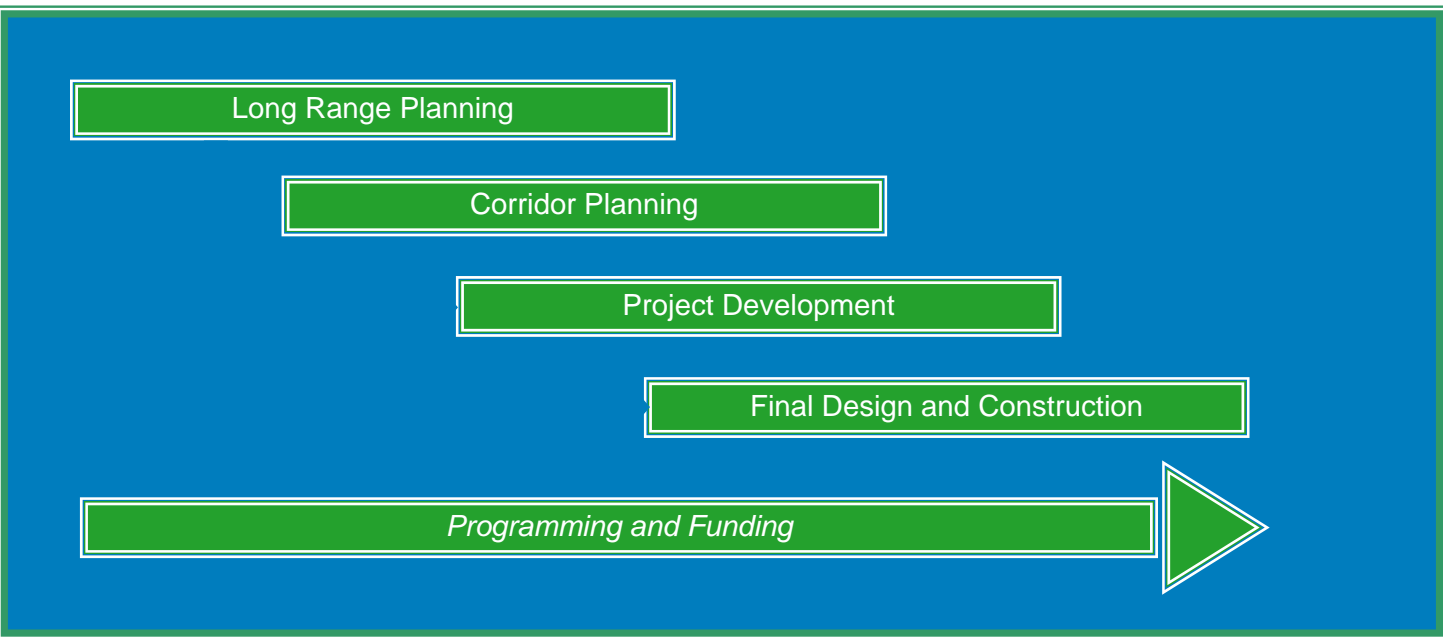 Long Range Planning
Corridor Planning
Project Development
Final Design and Construction
Programming and Funding